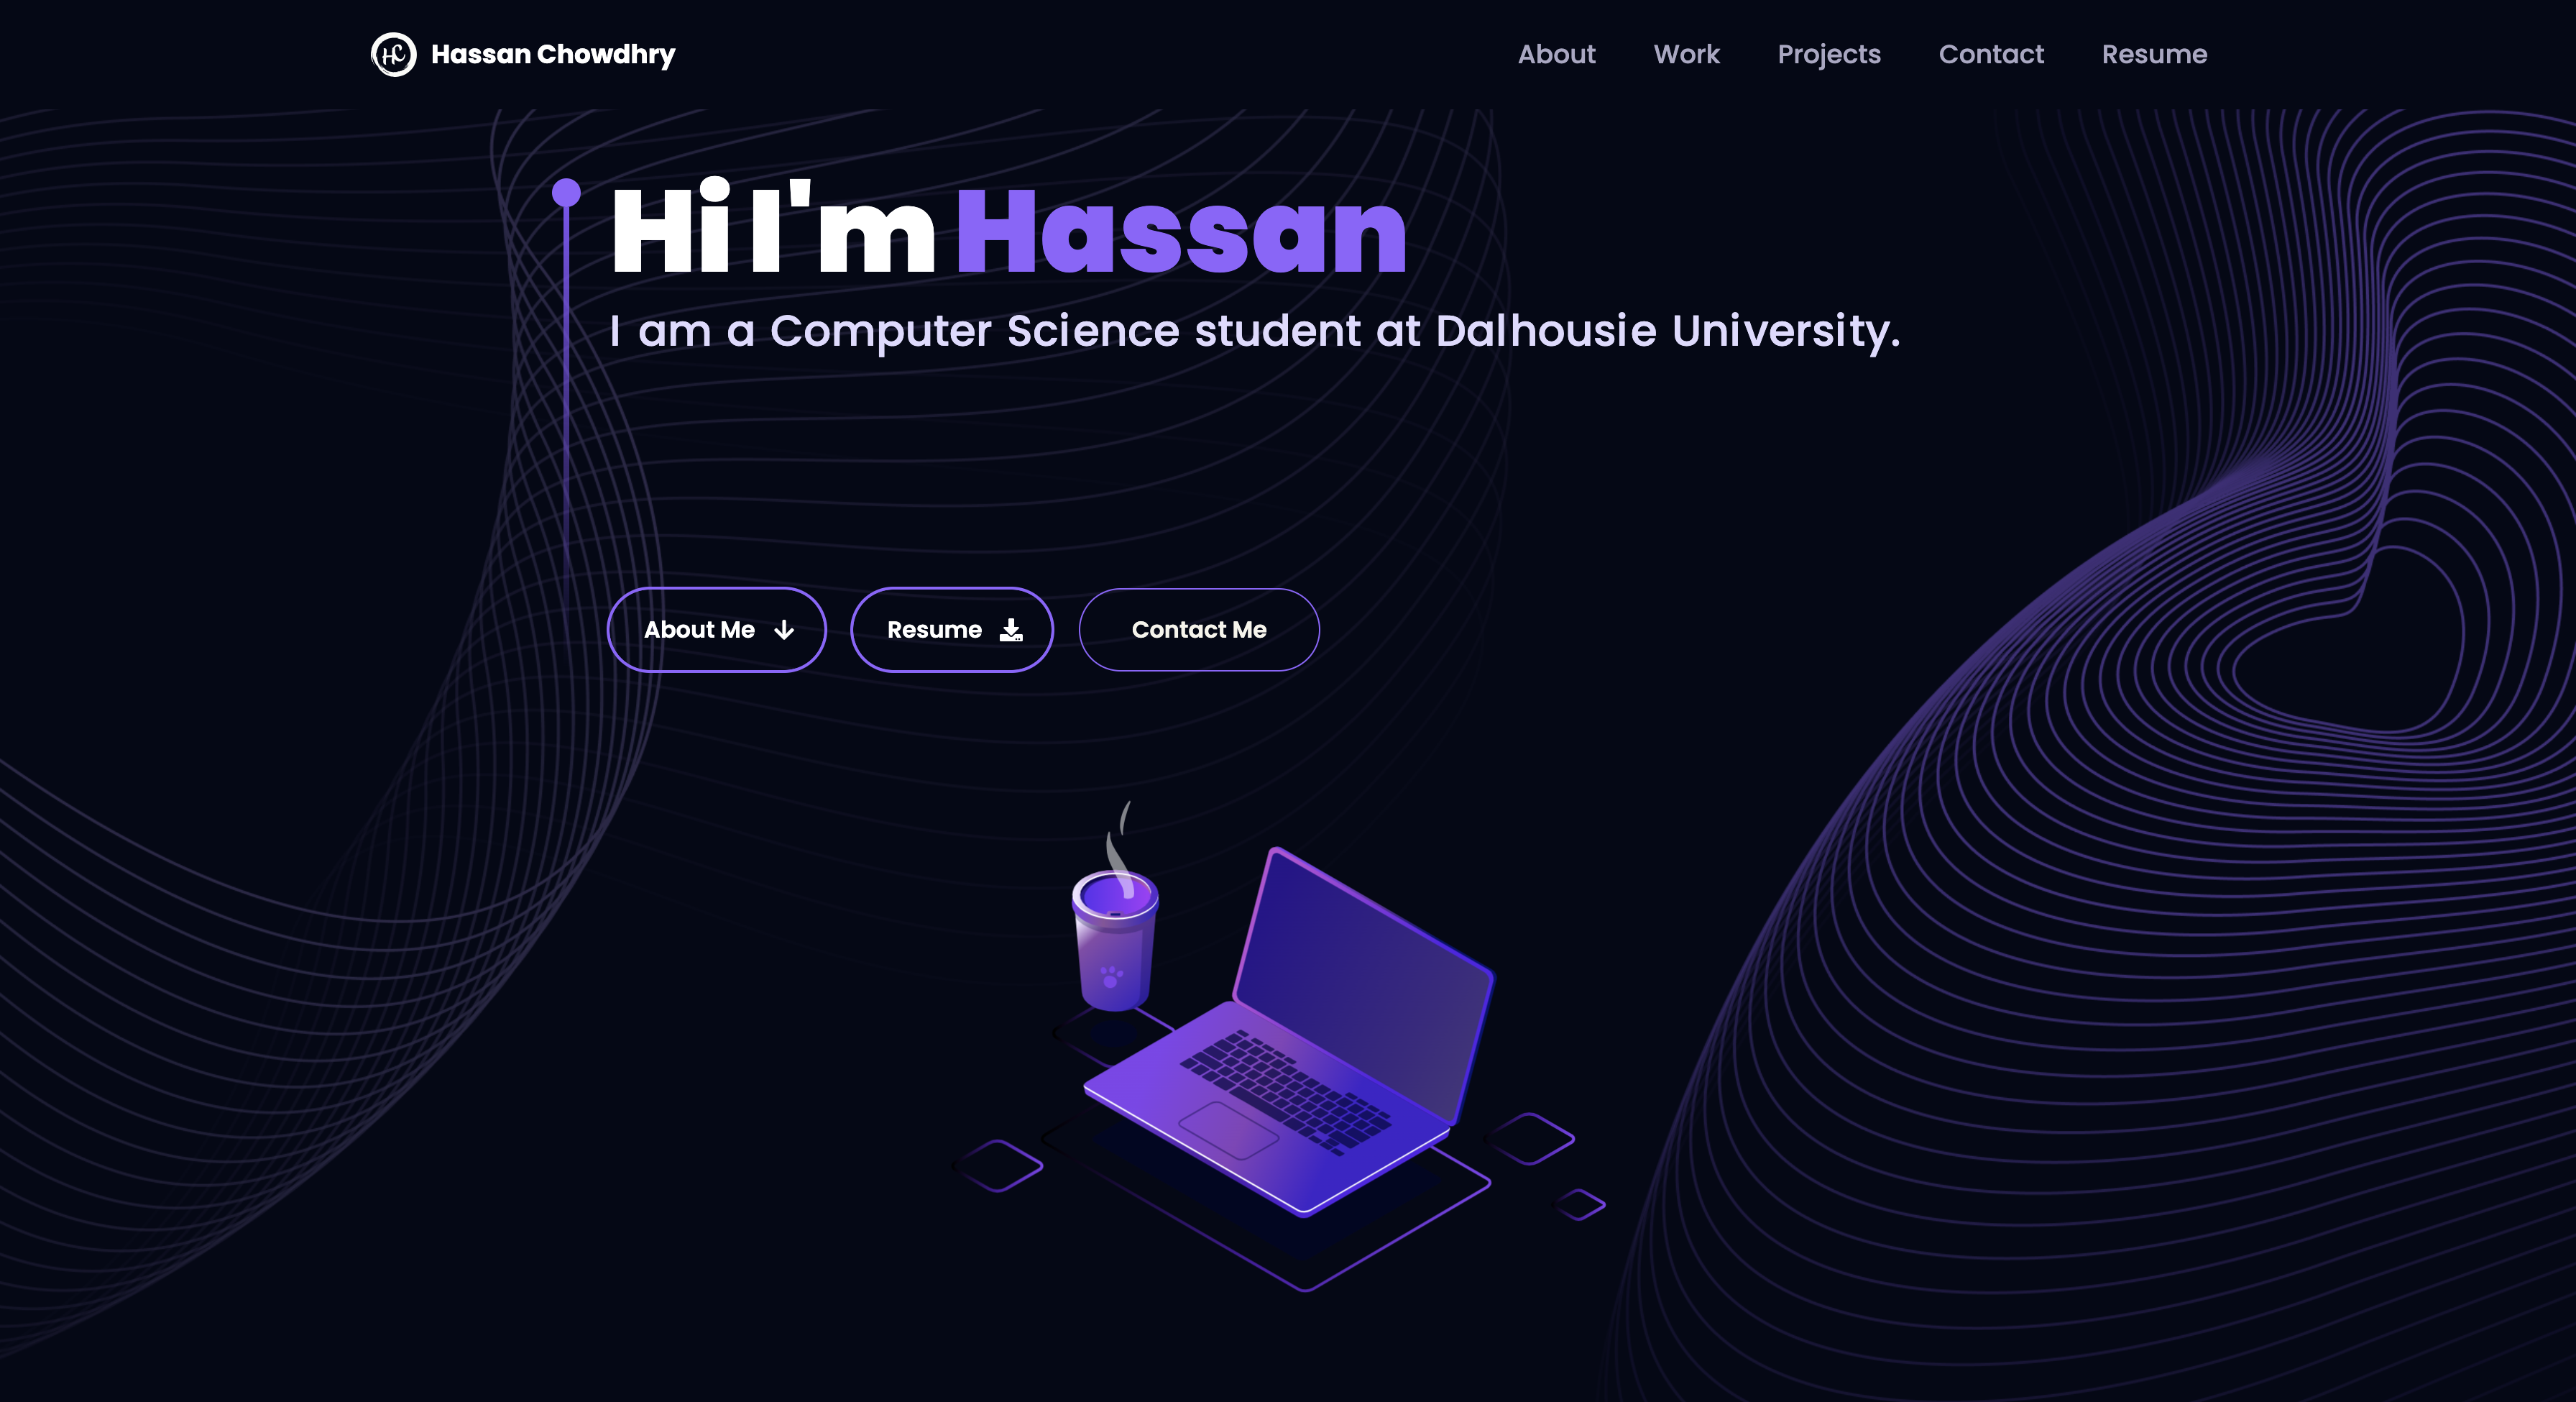 HC Hassan Chowdhry
About Work Projects Contact Resume
Hi I'm Hassan
I am a Computer Science student at Dalhousie University.
About Me Resume Contact Me